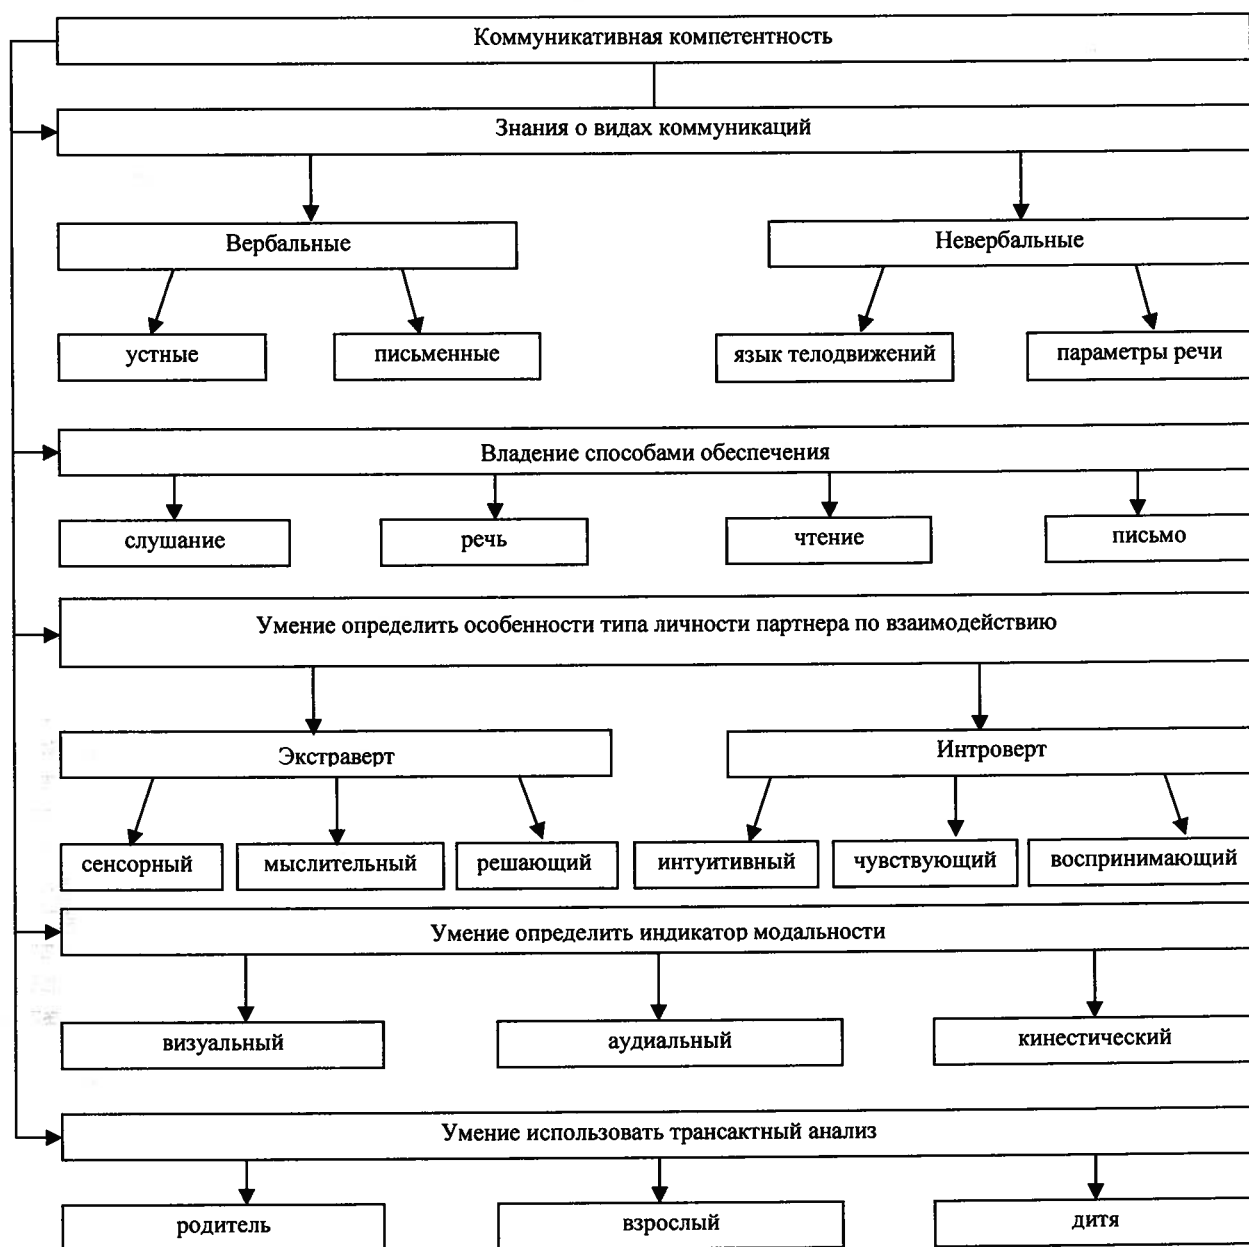 Коммуникативная компетентность
Знания о видах коммуникаций
Вербальные
Невербальные
устные
письменные
язык телодвижений
параметры речи
Владение способами обеспечения
слушание
речь
чтение
письмо
Умение определить особенности типа личности партнера по взаимодействию
Экстраверт
Интроверт
сенсорный
мыслительный
решающий
интуитивный
чувствующий
воспринимающий
Умение определить индикатор модальности
визуальный
аудиальный
кинестический
Умение использовать трансактный анализ
родитель
взрослый
дитя